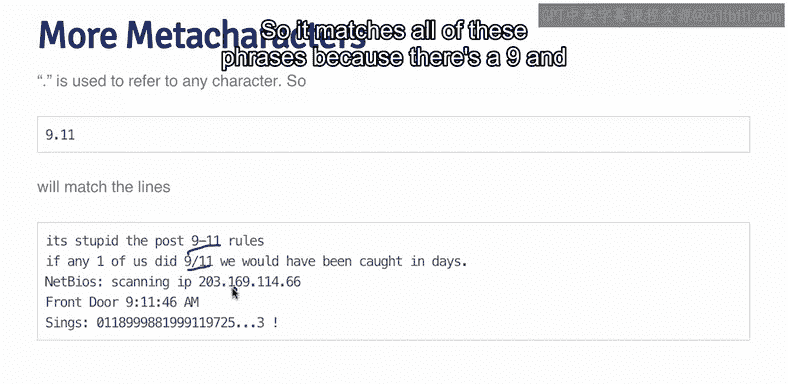 More Metacharacters
So it matches all of these
phrases because there's a 9 and
“.” is used to refer to any character. So
9.11
will match the lines
its stupid the post 9-11 rules
if any 1 of us did 9/11 we would have been caught in days.
NetBios: scanning ip 203.169.114.66
Front Door 9:11:46 AM
Sings: 0118999881999119725...3 !